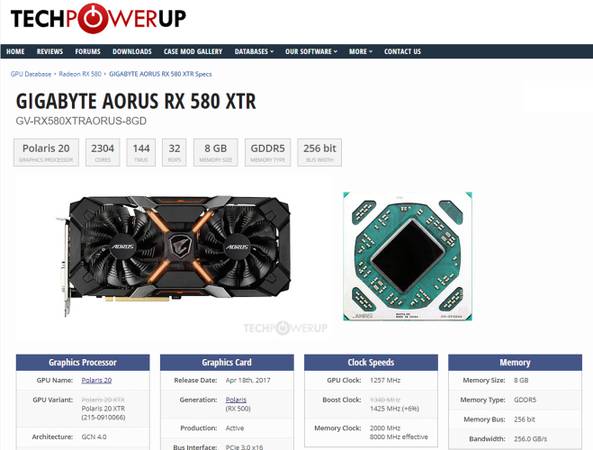 TECHPOWERUP
HOME REVIEWS FORUMS DOWNLOADS CASE MOD GALLERY DATABASES OUR SOFTWARE MORE CONTACT US
GPU Database Radeon RX 580 GIGABYTE AORUS RX 580 XTR Specs
GIGABYTE AORUS RX 580 XTR
GV-RX580XTRAORUS-8GD
Polaris 20 2304 144 32 8 GB GDDR5 256 bit
GRAPHICS PROCESSOR CORES TMUS ROPS MEMORY SIZE MEMORY TYPE BUS WIDTH
AORUS AORUS
TECHPOWERUP
Graphics Processor Graphics Card Clock Speeds Memory
GPU Name: Polaris 20 Release Date: Apr 18th, 2017 GPU Clock: 1257 MHz Memory Size: 8 GB
GPU Variant: Polaris 20 XTX Generation: Polaris Boost Clock: 1340 MHz Memory Type: GDDR5
Polaris 20 XTR (RX 500) 1425 MHz (+6%)
(215-0910066) Production: Active Memory Clock: 2000 MHz Memory Bus: 256 bit
Architecture: GCN 4.0 8000 MHz effective Bandwidth: 256.0 GB/s
Bus Interface: PCIe 3.0 x16